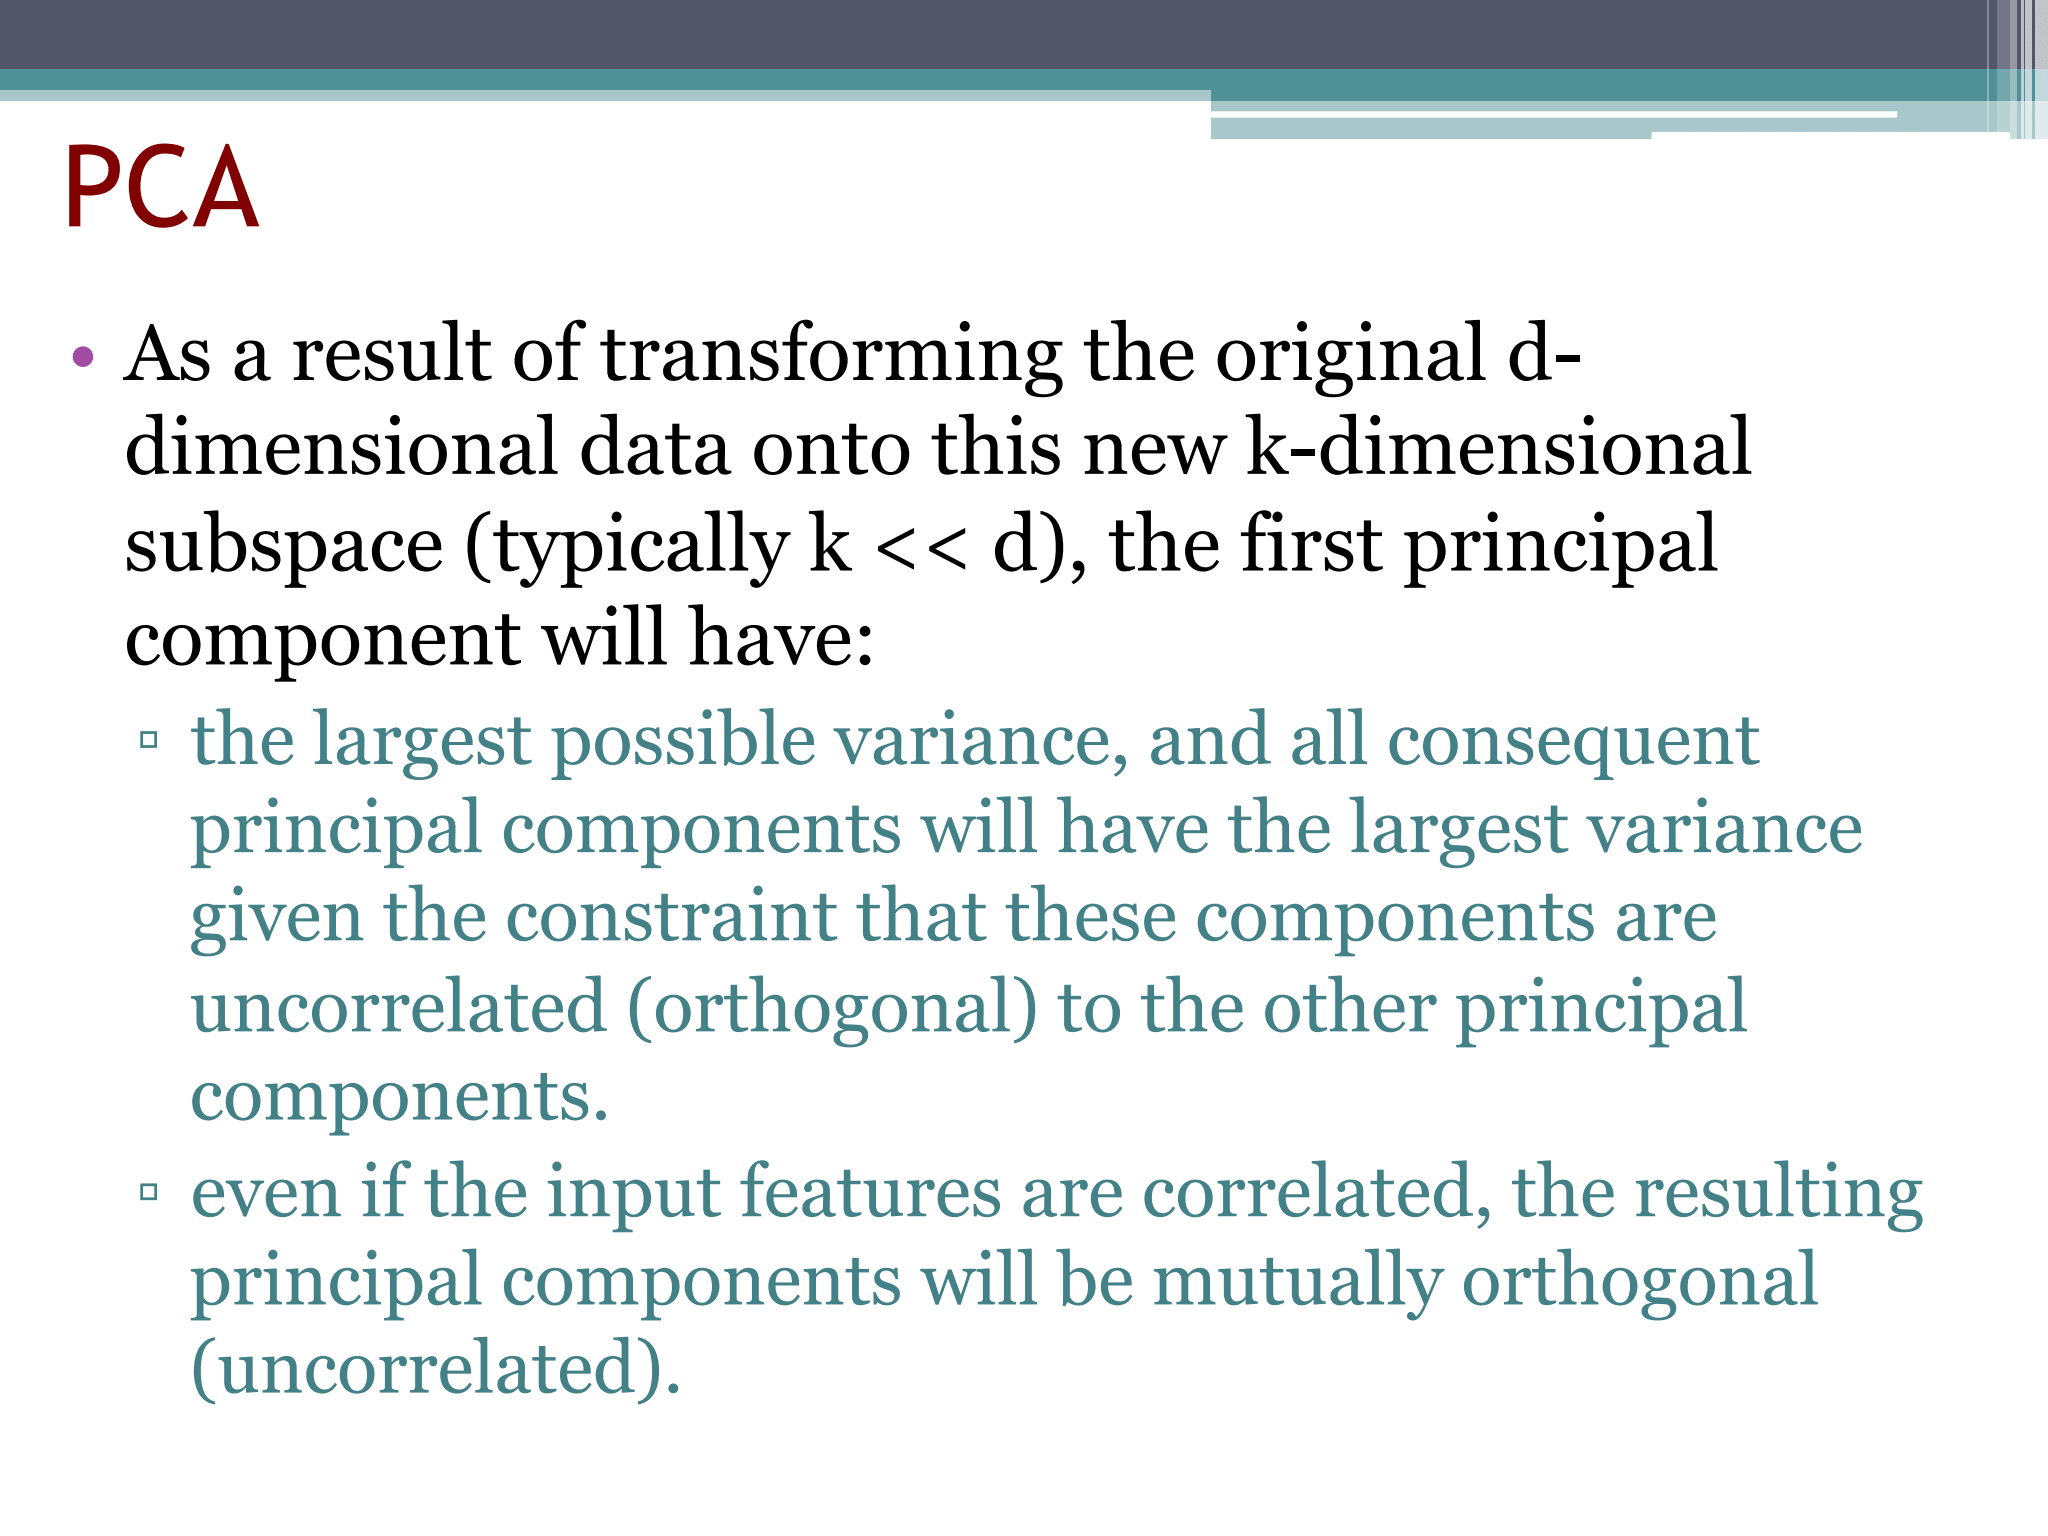 PCA
• As a result of transforming the original d-
dimensional data onto this new k-dimensional
subspace (typically k << d), the first principal
component will have:
▫ the largest possible variance, and all consequent
principal components will have the largest variance
given the constraint that these components are
uncorrelated (orthogonal) to the other principal
components.
▫ even if the input features are correlated, the resulting
principal components will be mutually orthogonal
(uncorrelated).